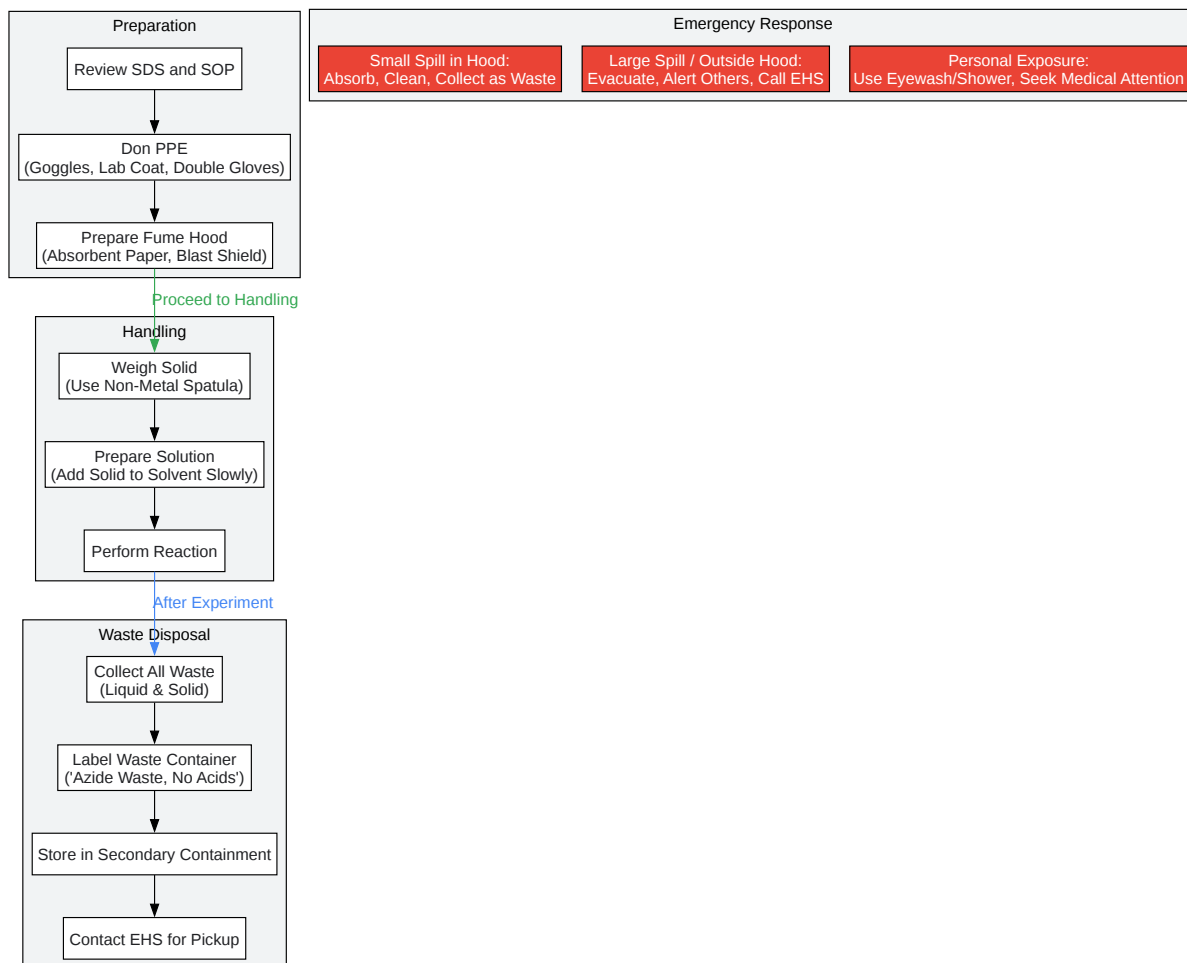 Preparation
Review SDS and SOP
Don PPE
(Goggles, Lab Coat, Double Gloves)
Prepare Fume Hood
(Absorbent Paper, Blast Shield)
Proceed to Handling
Handling
Weigh Solid
(Use Non-Metal Spatula)
Prepare Solution
(Add Solid to Solvent Slowly)
Perform Reaction
After Experiment
Waste Disposal
Collect All Waste
(Liquid & Solid)
Label Waste Container
('Azide Waste, No Acids')
Store in Secondary Containment
Contact EHS for Pickup
Emergency Response
Small Spill in Hood:
Absorb, Clean, Collect as Waste
Large Spill / Outside Hood:
Evacuate, Alert Others, Call EHS
Personal Exposure:
Use Eyewash/Shower, Seek Medical Attention